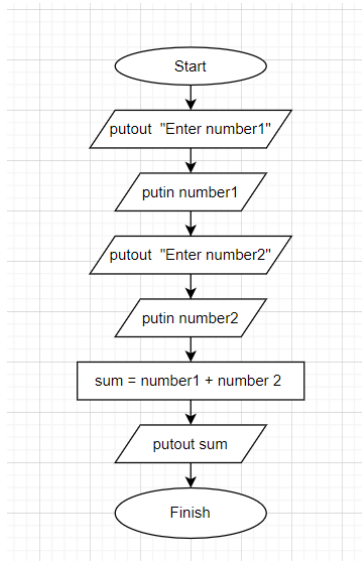 Start
putout  "Enter number1"
putin number1
putout  "Enter number2"
putin number2
sum = number1 + number 2
putout sum
Finish